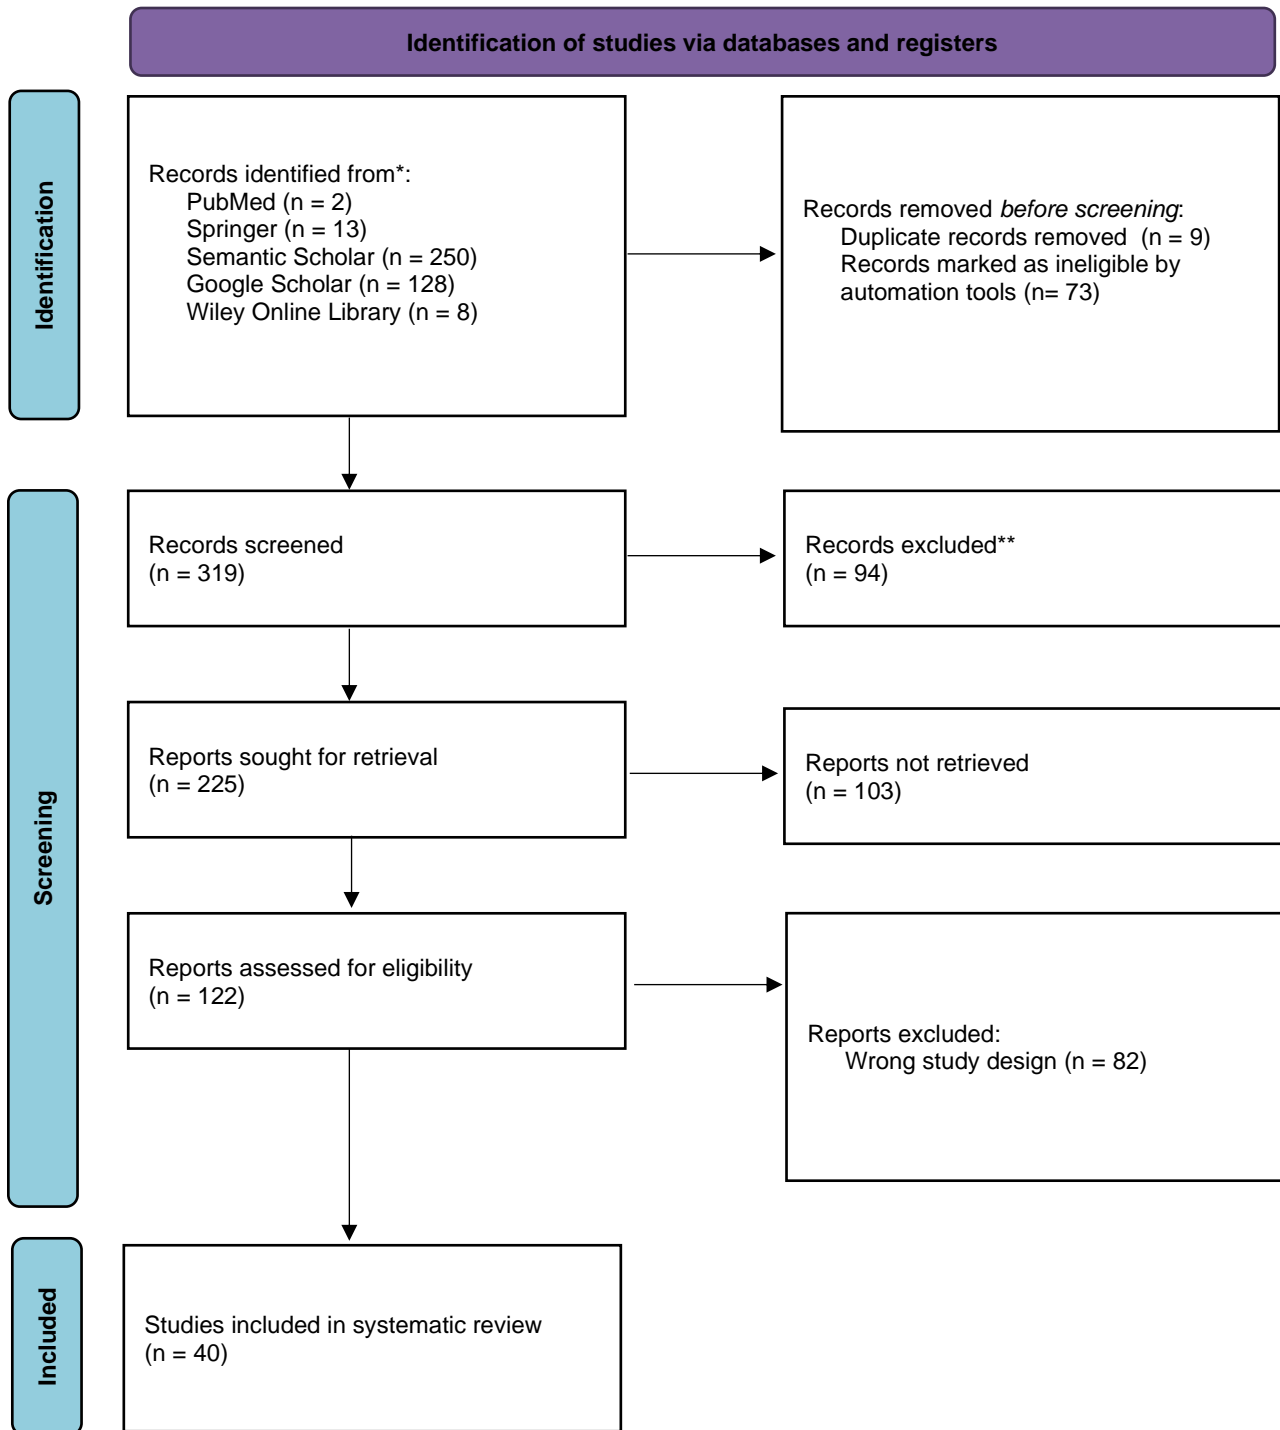 Identification of studies via databases and registers
Identification
Records identified from*:
PubMed (n = 2)
Springer (n = 13)
Semantic Scholar (n = 250)
Google Scholar (n = 128)
Wiley Online Library (n = 8)
Records removed before screening:
Duplicate records removed (n = 9)
Records marked as ineligible by
automation tools (n= 73)
Screening
Records screened
(n = 319)
Records excluded**
(n = 94)
Reports sought for retrieval
(n = 225)
Reports not retrieved
(n = 103)
Reports assessed for eligibility
(n = 122)
Reports excluded:
Wrong study design (n = 82)
Included
Studies included in systematic review
(n = 40)